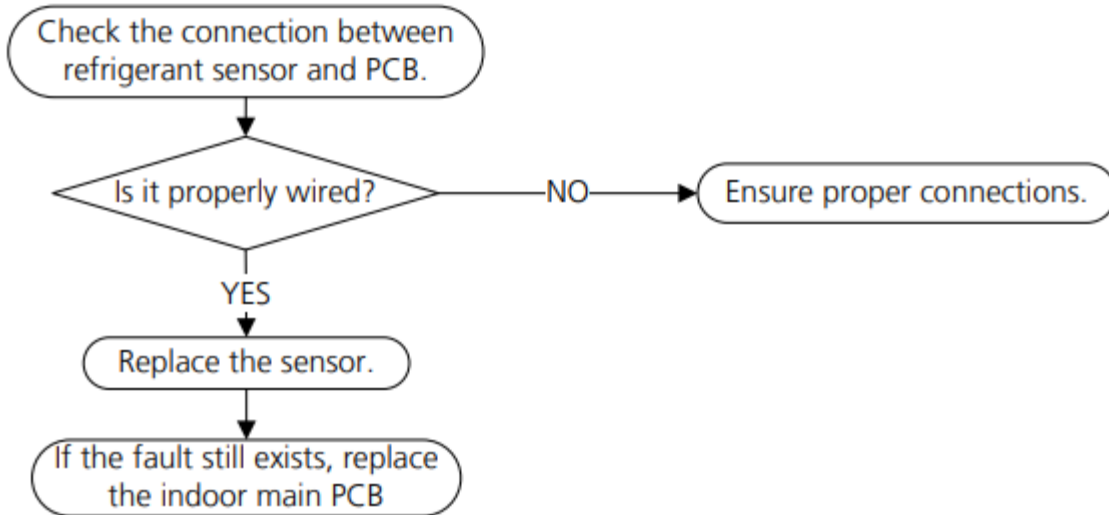 Check the connection between
refrigerant sensor and PCB.
Is it properly wired?
NO
Ensure proper connections.
YES
Replace the sensor.
If the fault still exists, replace
the indoor main PCB